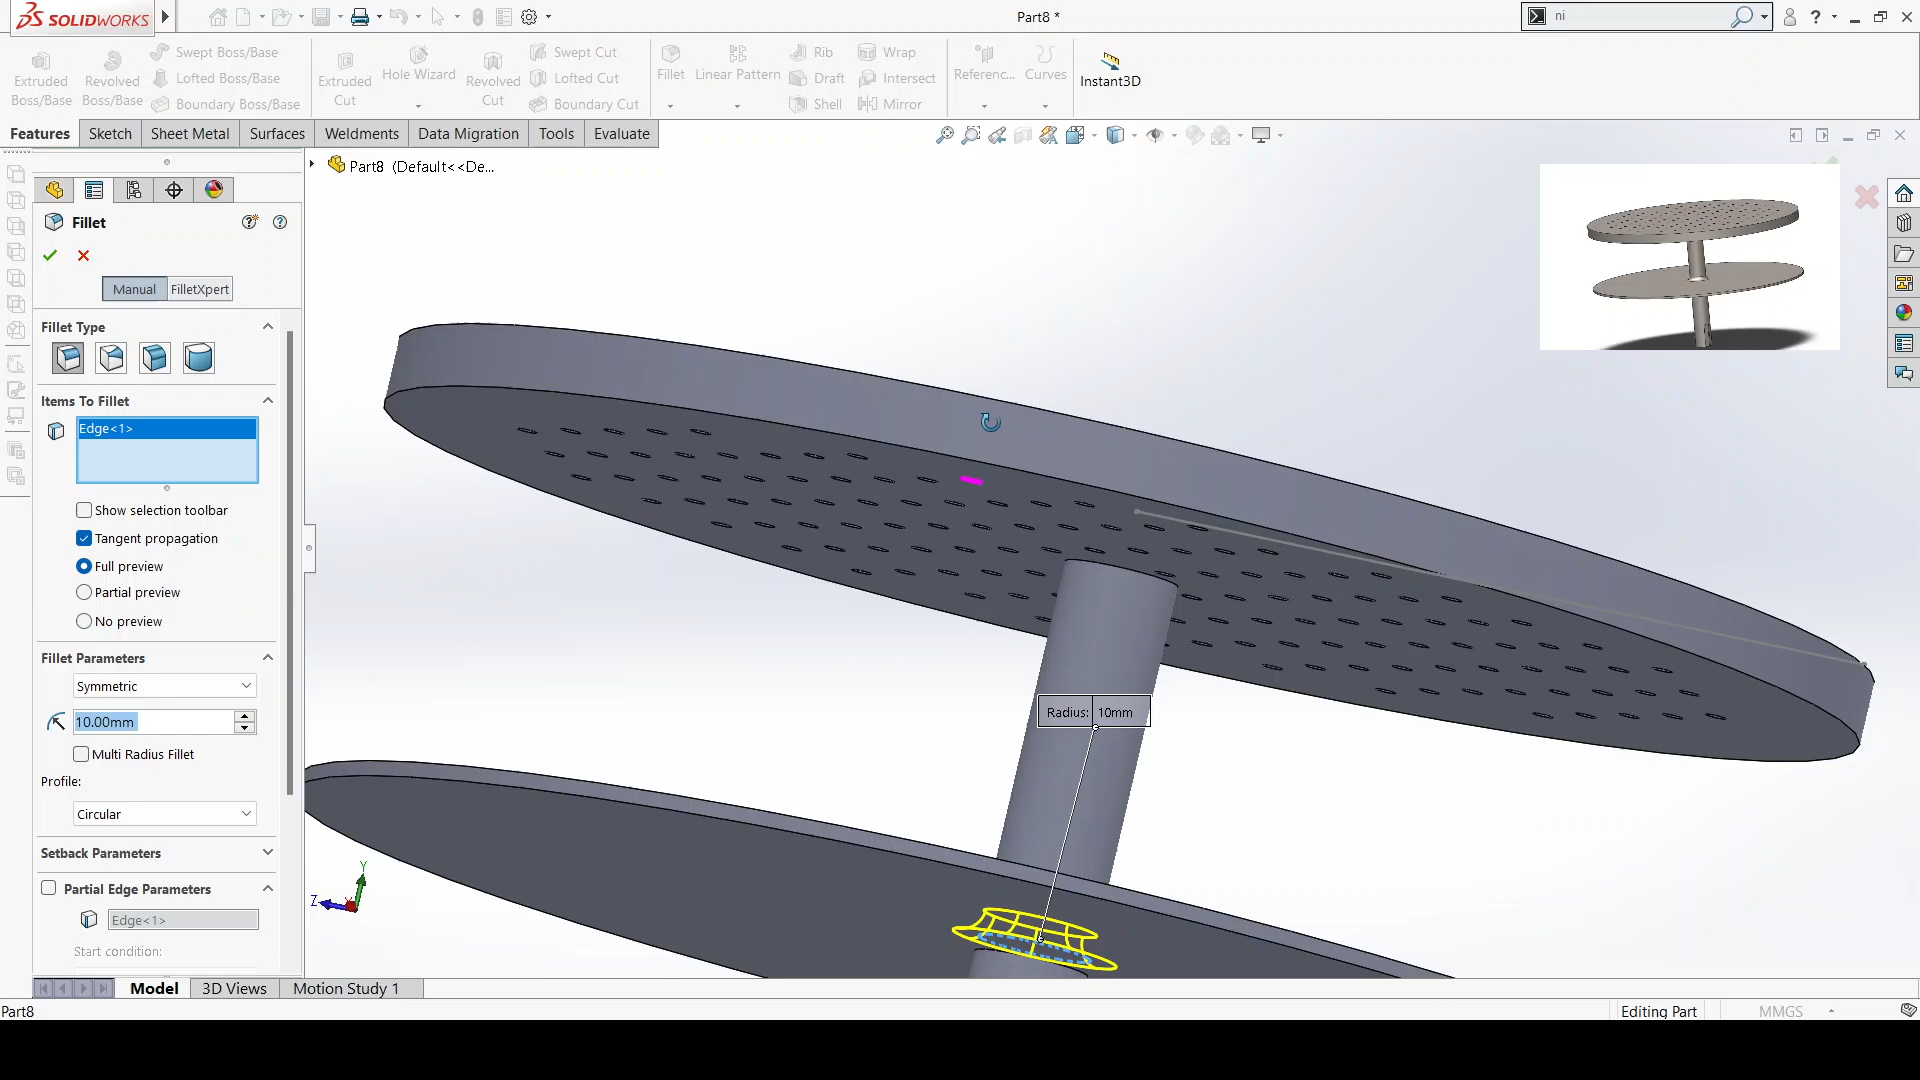 SOLIDWORKS
Part8 *
ni
Extruded Boss/Base
Revolved Boss/Base
Swept Boss/Base
Lofted Boss/Base
Boundary Boss/Base
Extruded Cut
Hole Wizard
Revolved Cut
Swept Cut
Lofted Cut
Boundary Cut
Fillet
Linear Pattern
Rib
Draft
Shell
Wrap
Intersect
Mirror
Referenc...
Curves
Instant3D
Features
Sketch
Sheet Metal
Surfaces
Weldments
Data Migration
Tools
Evaluate
Part8 (Default<<De...
Fillet
Manual
FilletXpert
Fillet Type
Items To Fillet
Edge<1>
Show selection toolbar
Tangent propagation
Full preview
Partial preview
No preview
Fillet Parameters
Symmetric
10.00mm
Multi Radius Fillet
Profile:
Circular
Setback Parameters
Partial Edge Parameters
Edge<1>
Start condition:
Radius: 10mm
Y
Z
Model
3D Views
Motion Study 1
Part8
Editing Part
MMGS